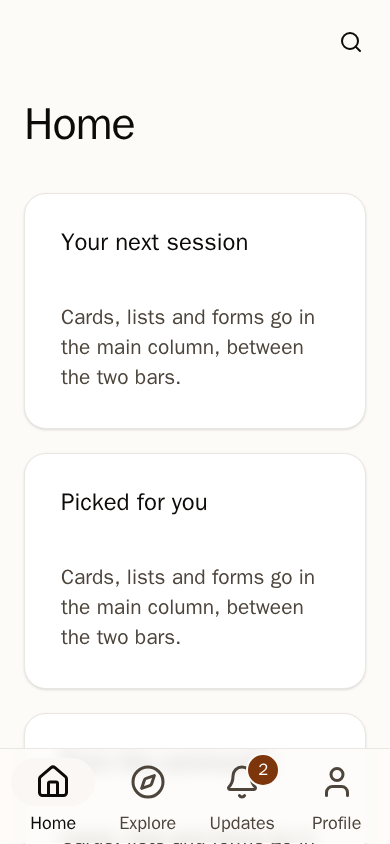 Home
Your next session
Cards, lists and forms go in
the main column, between
the two bars.
Picked for you
Cards, lists and forms go in
the main column, between
the two bars.
2
Home
Explore
Updates
Profile